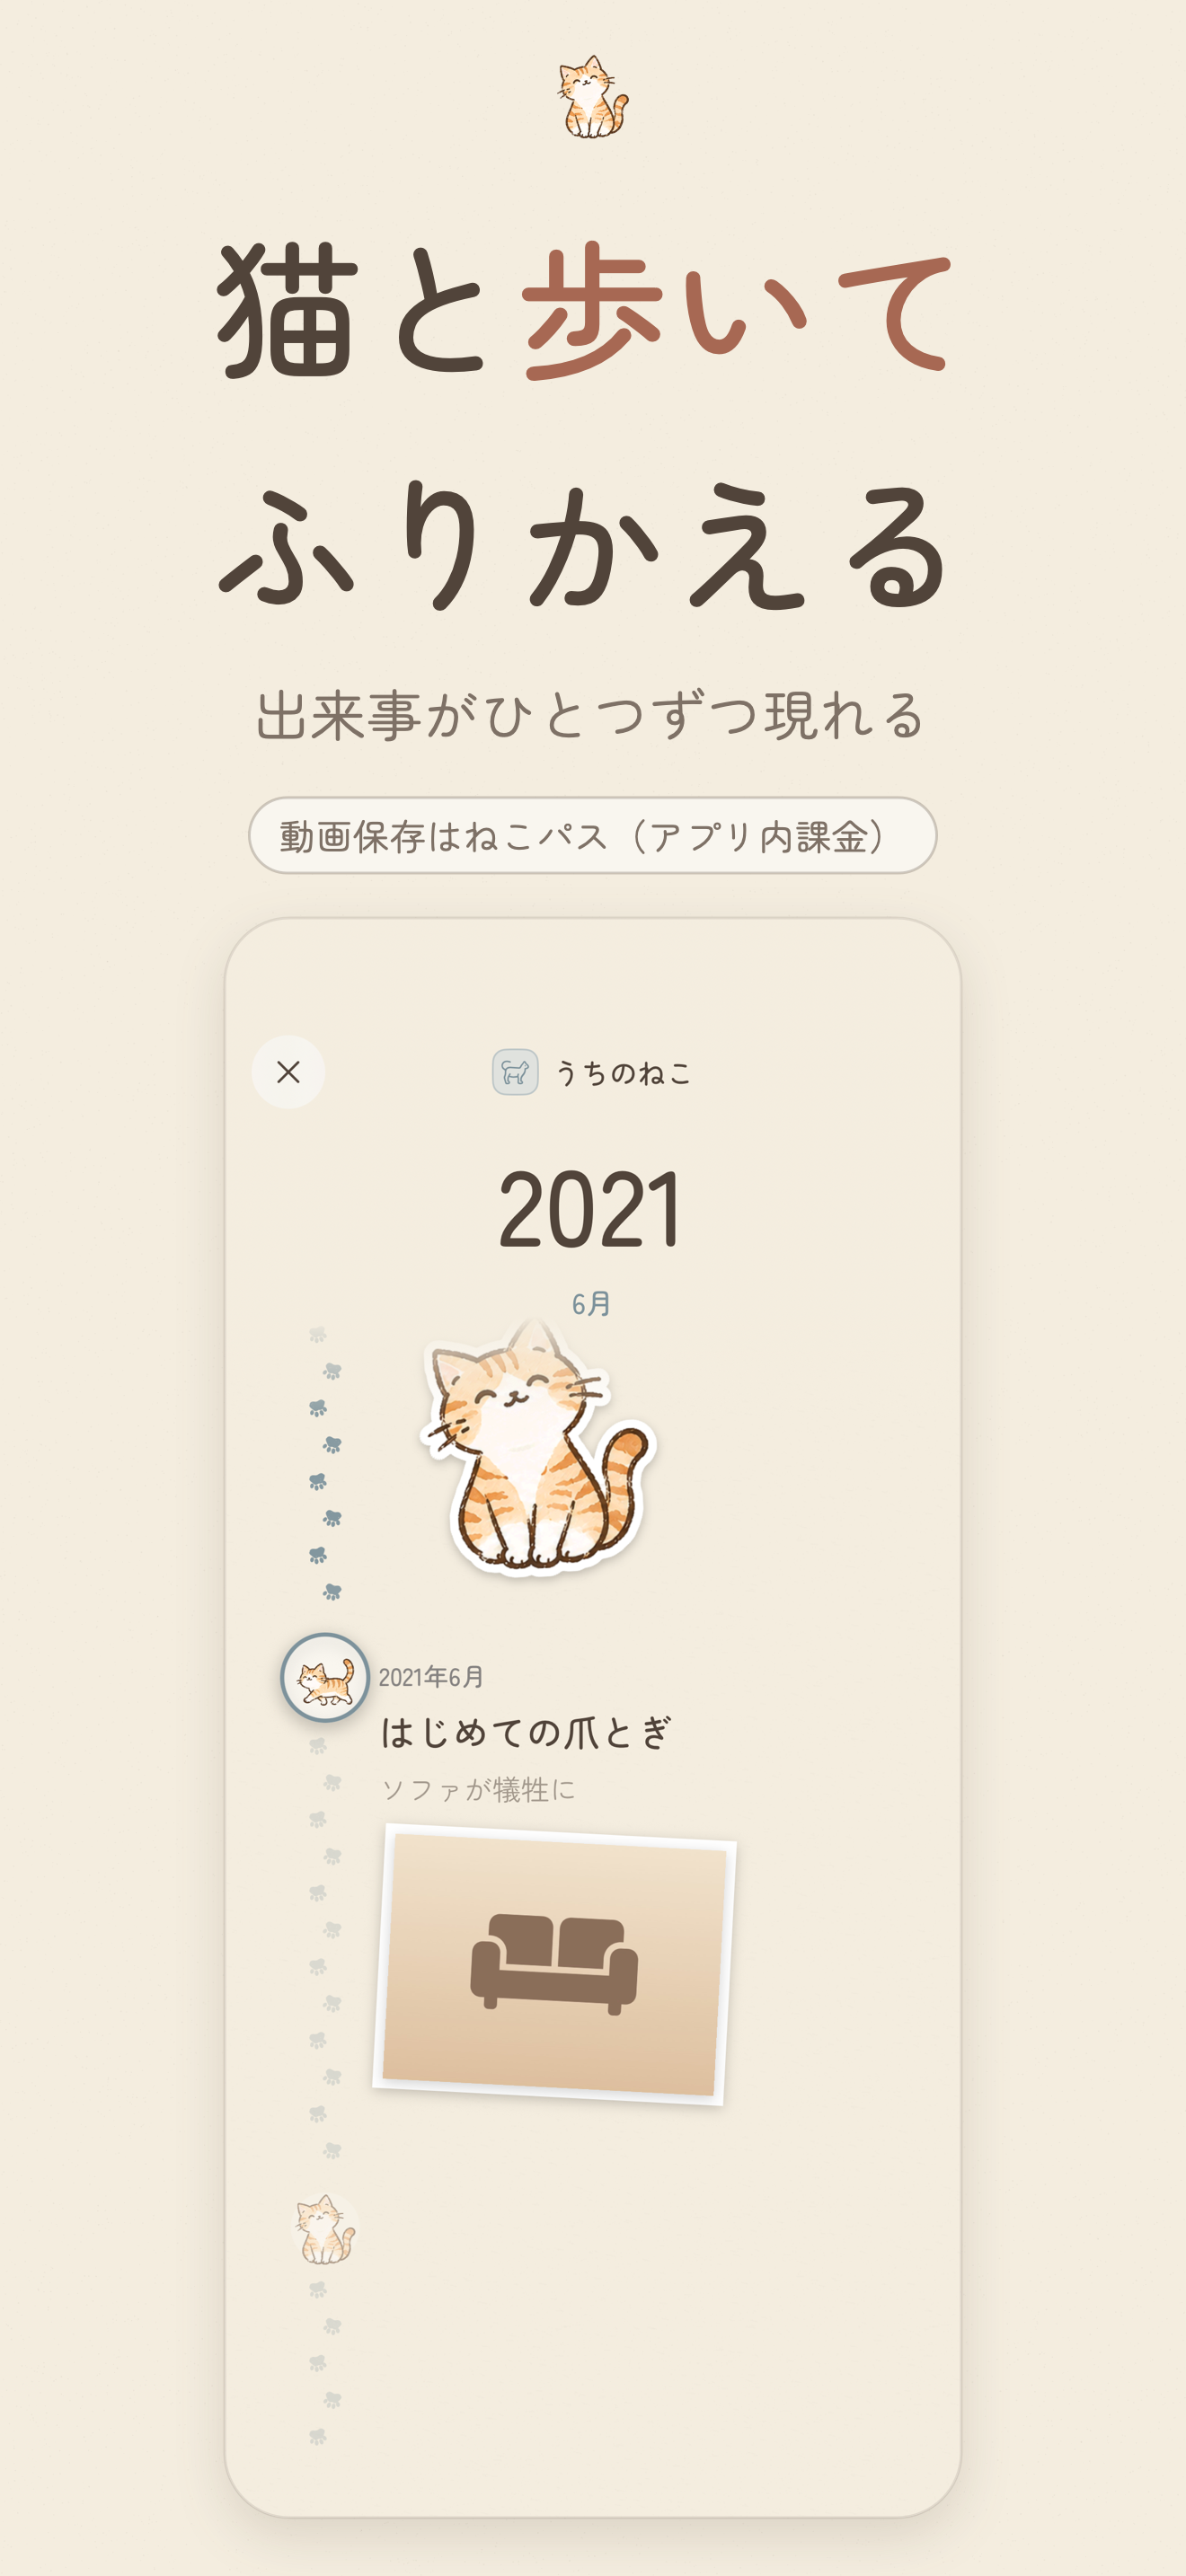 猫と歩いて
ふりかえる
出来事がひとつずつ現れる
動画保存はねこパス（アプリ内課金）
うちのねこ
2021
6月
2021年6月
はじめての爪とぎ
ソファが犠牲に